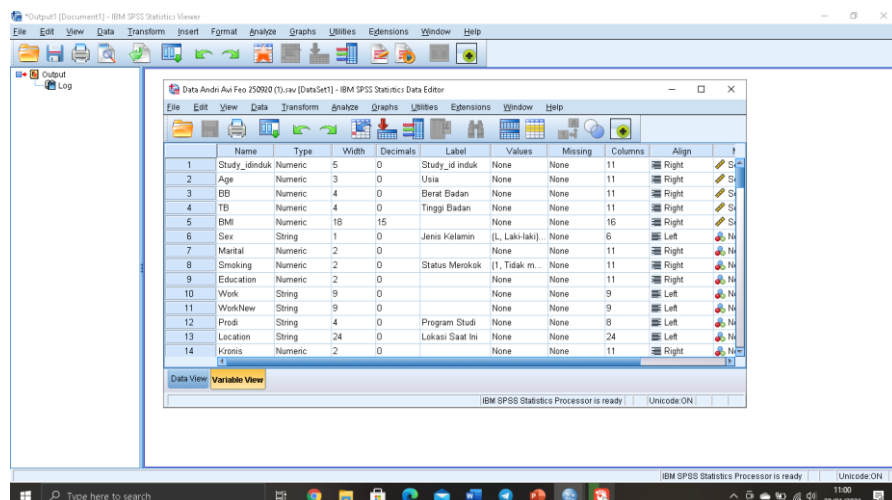 *Output1 [Document1] - IBM SPSS Statistics Viewer
File Edit View Data Transform Insert Format Analyze Graphs Utilities Extensions Window Help
Output
Log
Data Andri Avi Feo 250920 (1).sav [DataSet1] - IBM SPSS Statistics Data Editor
File Edit View Data Transform Analyze Graphs Utilities Extensions Window Help
Name Type Width Decimals Label Values Missing Columns Align
1 Study_idinduk Numeric 5 0 Study_id induk None None 11 Right
2 Age Numeric 3 0 Usia None None 11 Right
3 BB Numeric 4 0 Berat Badan None None 11 Right
4 TB Numeric 4 0 Tinggi Badan None None 11 Right
5 BMI Numeric 18 15 None None 16 Right
6 Sex String 1 0 Jenis Kelamin {L, Laki-laki}... None 6 Left
7 Marital Numeric 2 0 None None 11 Right
8 Smoking Numeric 2 0 Status Merokok {1, Tidak m... None 11 Right
9 Education Numeric 2 0 None None 11 Right
10 Work String 9 0 None None 9 Left
11 WorkNew String 9 0 None None 9 Left
12 Prodi String 4 0 Program Studi None None 8 Left
13 Location String 24 0 Lokasi Saat Ini None None 24 Left
14 Kronis Numeric 2 0 None None 11 Right
Data View Variable View
IBM SPSS Statistics Processor is ready Unicode:ON
IBM SPSS Statistics Processor is ready Unicode:ON
Type here to search
11:00